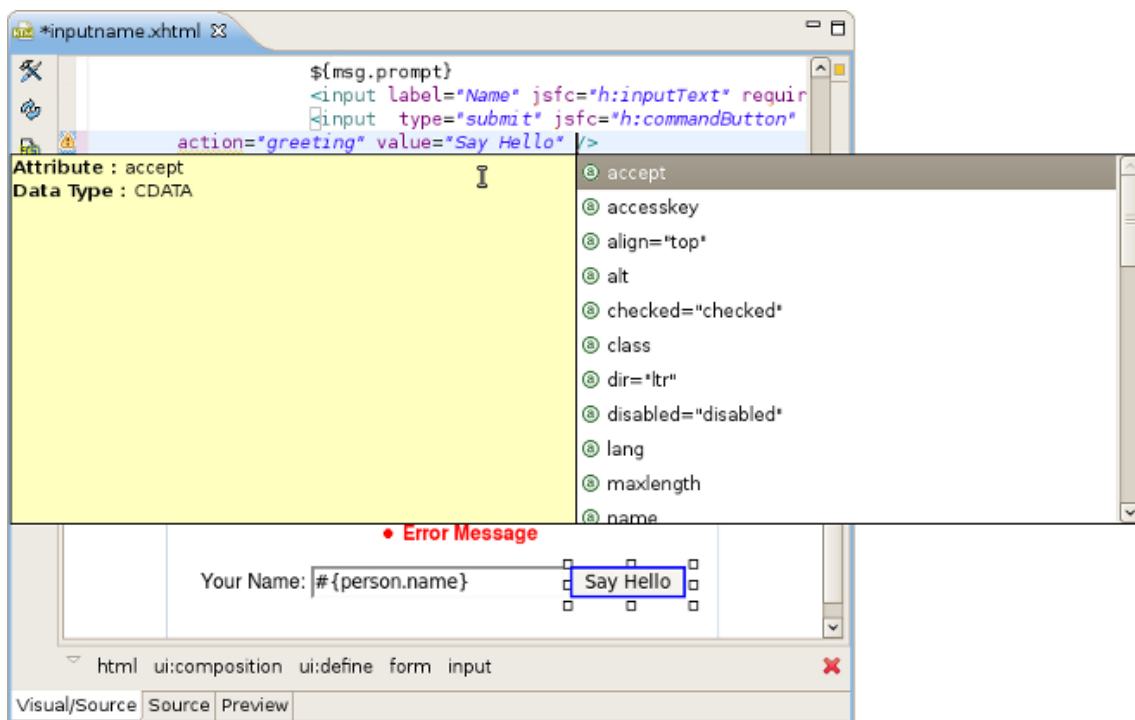 *inputname.xhtml
${msg.prompt}
<input label="Name" jsfc="h:inputText" requir
<input type="submit" jsfc="h:commandButton"
action="greeting" value="Say Hello" />
Attribute : accept
Data Type : CDATA
accept
accesskey
align="top"
alt
checked="checked"
class
dir="ltr"
disabled="disabled"
lang
maxlength
name
Error Message
Your Name: #{person.name} Say Hello
html ui:composition ui:define form input
Visual/Source Source Preview